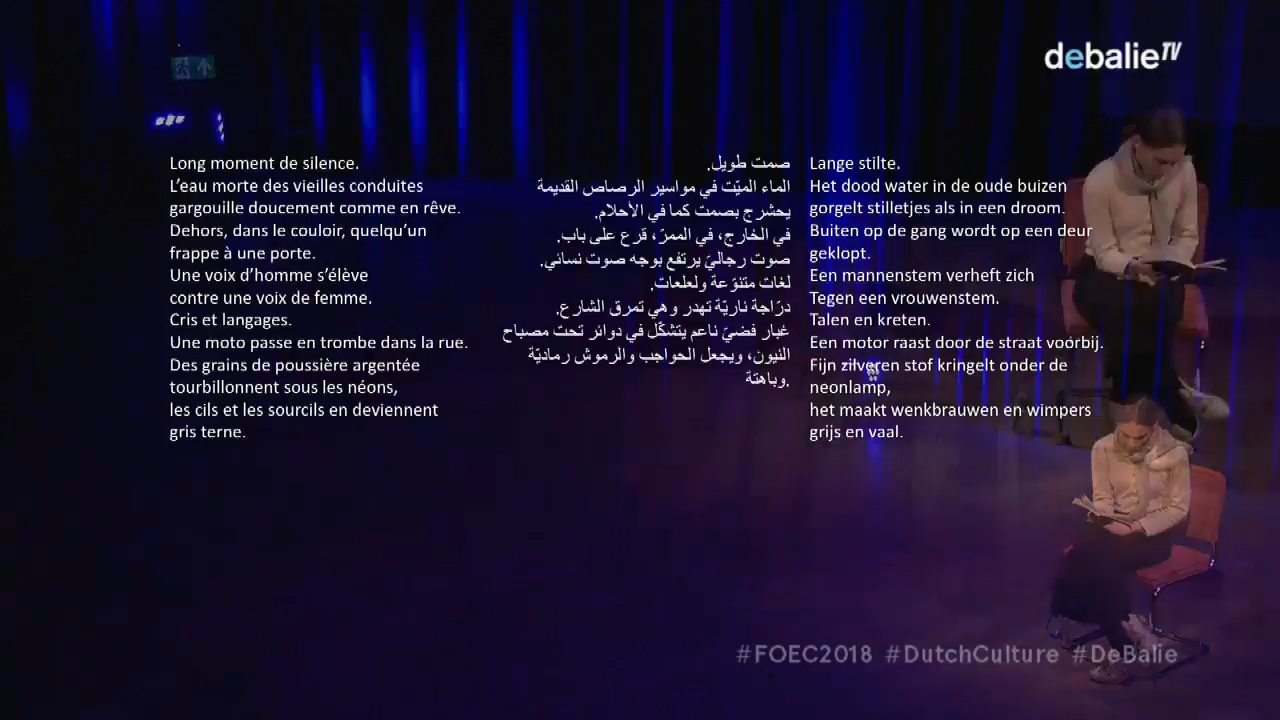 debalieTV
Long moment de silence.
L'eau morte des vieilles conduites
gargouille doucement comme en rêve.
Dehors, dans le couloir, quelqu'un
frappe à une porte.
Une voix d'homme s'élève
contre une voix de femme.
Cris et langages.
Une moto passe en trombe dans la rue.
Des grains de poussière argentée
tourbillonnent sous les néons,
les cils et les sourcils en deviennent
gris terne.
صمت طويل.
الماء الميّت في مواسير الرصاص القديمة
يحشرج بصمت كما في الأحلام.
في الخارج، في الممرّ، قرع على باب.
صوت رجاليّ يرتفع بوجه صوت نسائي.
لغات متنوّعة ولعلعات.
درّاجة ناريّة تهدر وهي تمرق الشارع.
غبار فضيّ ناعم يتشكّل في دوائر تحت مصباح
النيون، ويجعل الحواجب والرموش رماديّة
وباهتة.
Lange stilte.
Het dood water in de oude buizen
gorgelt stilletjes als in een droom.
Buiten op de gang wordt op een deur
geklopt.
Een mannenstem verheft zich
Tegen een vrouwenstem.
Talen en kreten.
Een motor raast door de straat voorbij.
Fijn zilveren stof kringelt onder de
neonlamp,
het maakt wenkbrauwen en wimpers
grijs en vaal.
#FOEC2018 #DutchCulture #DeBalie